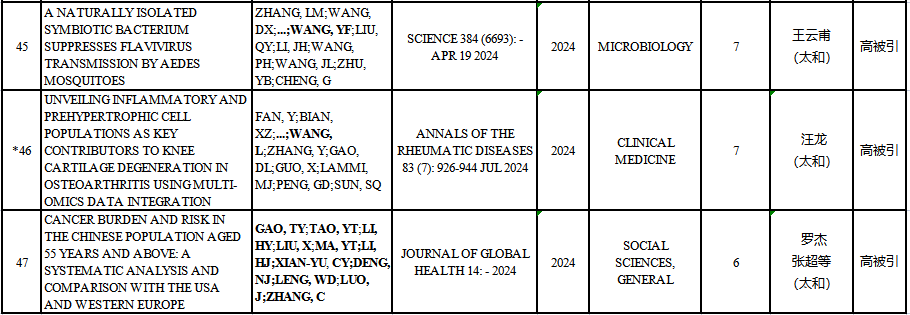 45
A NATURALLY ISOLATED
SYMBIOTIC BACTERIUM
SUPPRESSES FLAVIVIRUS
TRANSMISSION BY AEDES
MOSQUITOES
ZHANG, LM;WANG,
DX;...;WANG, YF;LIU,
QY;LI, JH;WANG,
PH;WANG, JL;ZHU,
YB;CHENG, G
SCIENCE 384 (6693): -
APR 19 2024
2024
MICROBIOLOGY
7
王云甫
(太和)
高被引
*46
UNVEILING INFLAMMATORY AND
PREHYPERTROPHIC CELL
POPULATIONS AS KEY
CONTRIBUTORS TO KNEE
CARTILAGE DEGENERATION IN
OSTEOARTHRITIS USING MULTI-
OMICS DATA INTEGRATION
FAN, Y;BIAN,
XZ;...;WANG,
L;ZHANG, Y;GAO,
DL;GUO, X;LAMMI,
MJ;PENG, GD;SUN, SQ
ANNALS OF THE
RHEUMATIC DISEASES
83 (7): 926-944 JUL 2024
2024
CLINICAL
MEDICINE
7
汪龙
(太和)
高被引
47
CANCER BURDEN AND RISK IN
THE CHINESE POPULATION AGED
55 YEARS AND ABOVE: A
SYSTEMATIC ANALYSIS AND
COMPARISON WITH THE USA
AND WESTERN EUROPE
GAO, TY;TAO, YT;LI,
HY;LIU, X;MA, YT;LI,
HJ;XIAN-YU, CY;DENG,
NJ;LENG, WD;LUO,
J;ZHANG, C
JOURNAL OF GLOBAL
HEALTH 14: - 2024
2024
SOCIAL
SCIENCES,
GENERAL
6
罗杰
张超等
(太和)
高被引